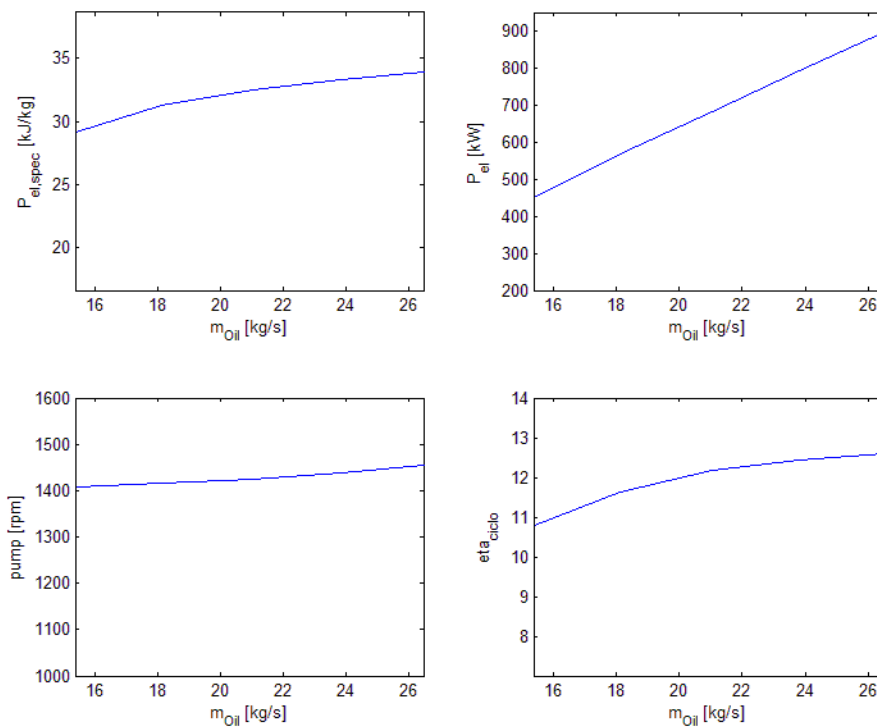 35
30
25
20
P_el,spec [kJ/kg]
16 18 20 22 24 26
m_Oil [kg/s]
900
800
700
600
500
400
300
200
P_el [kW]
16 18 20 22 24 26
m_Oil [kg/s]
1600
1500
1400
1300
1200
1100
1000
pump [rpm]
16 18 20 22 24 26
m_Oil [kg/s]
14
13
12
11
10
9
8
eta_ciclo
16 18 20 22 24 26
m_Oil [kg/s]